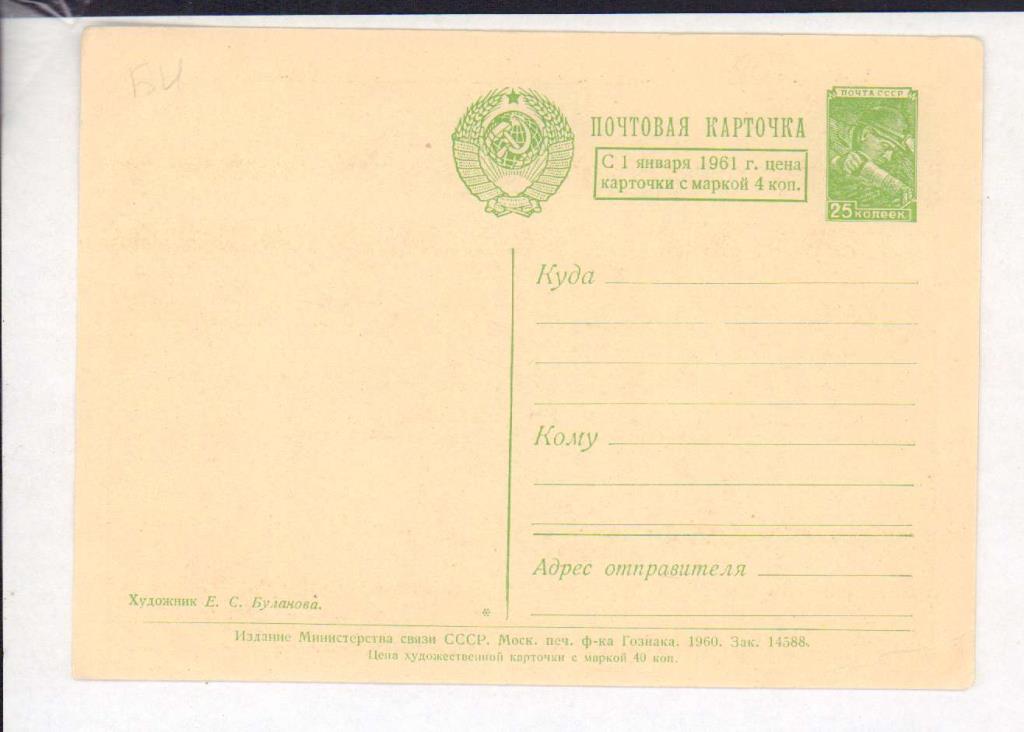 БИ
ПОЧТА СССР
ПОЧТОВАЯ КАРТОЧКА
С 1 января 1961 г. цена
карточки с маркой 4 коп.
25 копеек
Куда
Кому
Адрес отправителя
Художник Е. С. Буланова.
*
Издание Министерства связи СССР. Моск. печ. ф-ка Гознака. 1960. Зак. 14588.
Цена художественной карточки с маркой 40 коп.